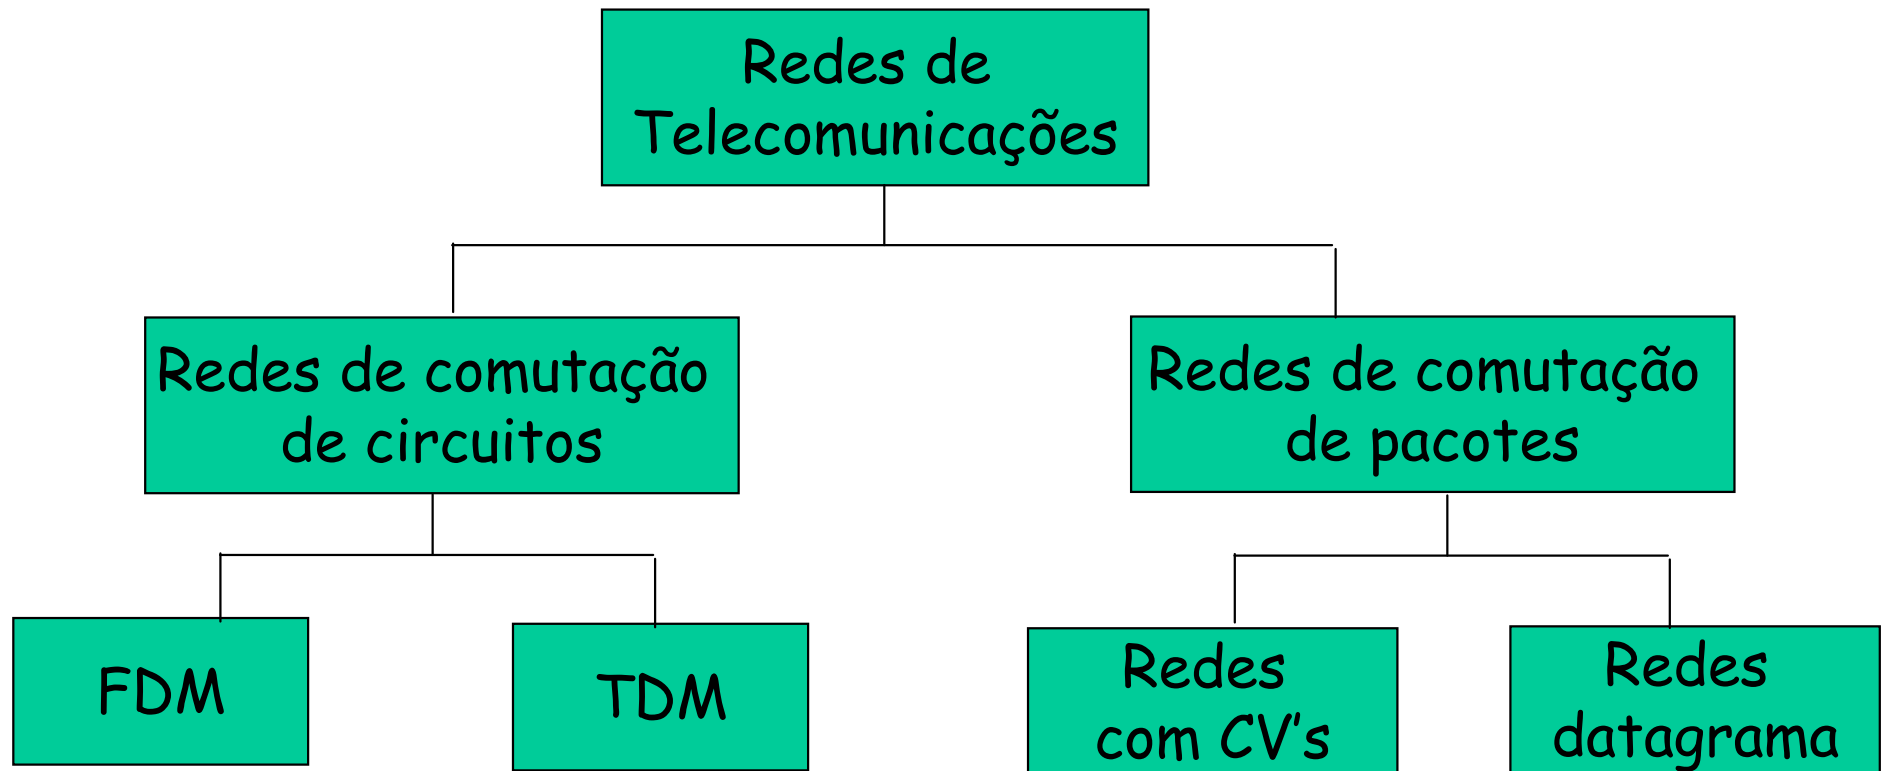 Redes de
Telecomunicações
Redes de comutação
de circuitos
Redes de comutação
de pacotes
FDM
TDM
Redes
com CV's
Redes
datagrama